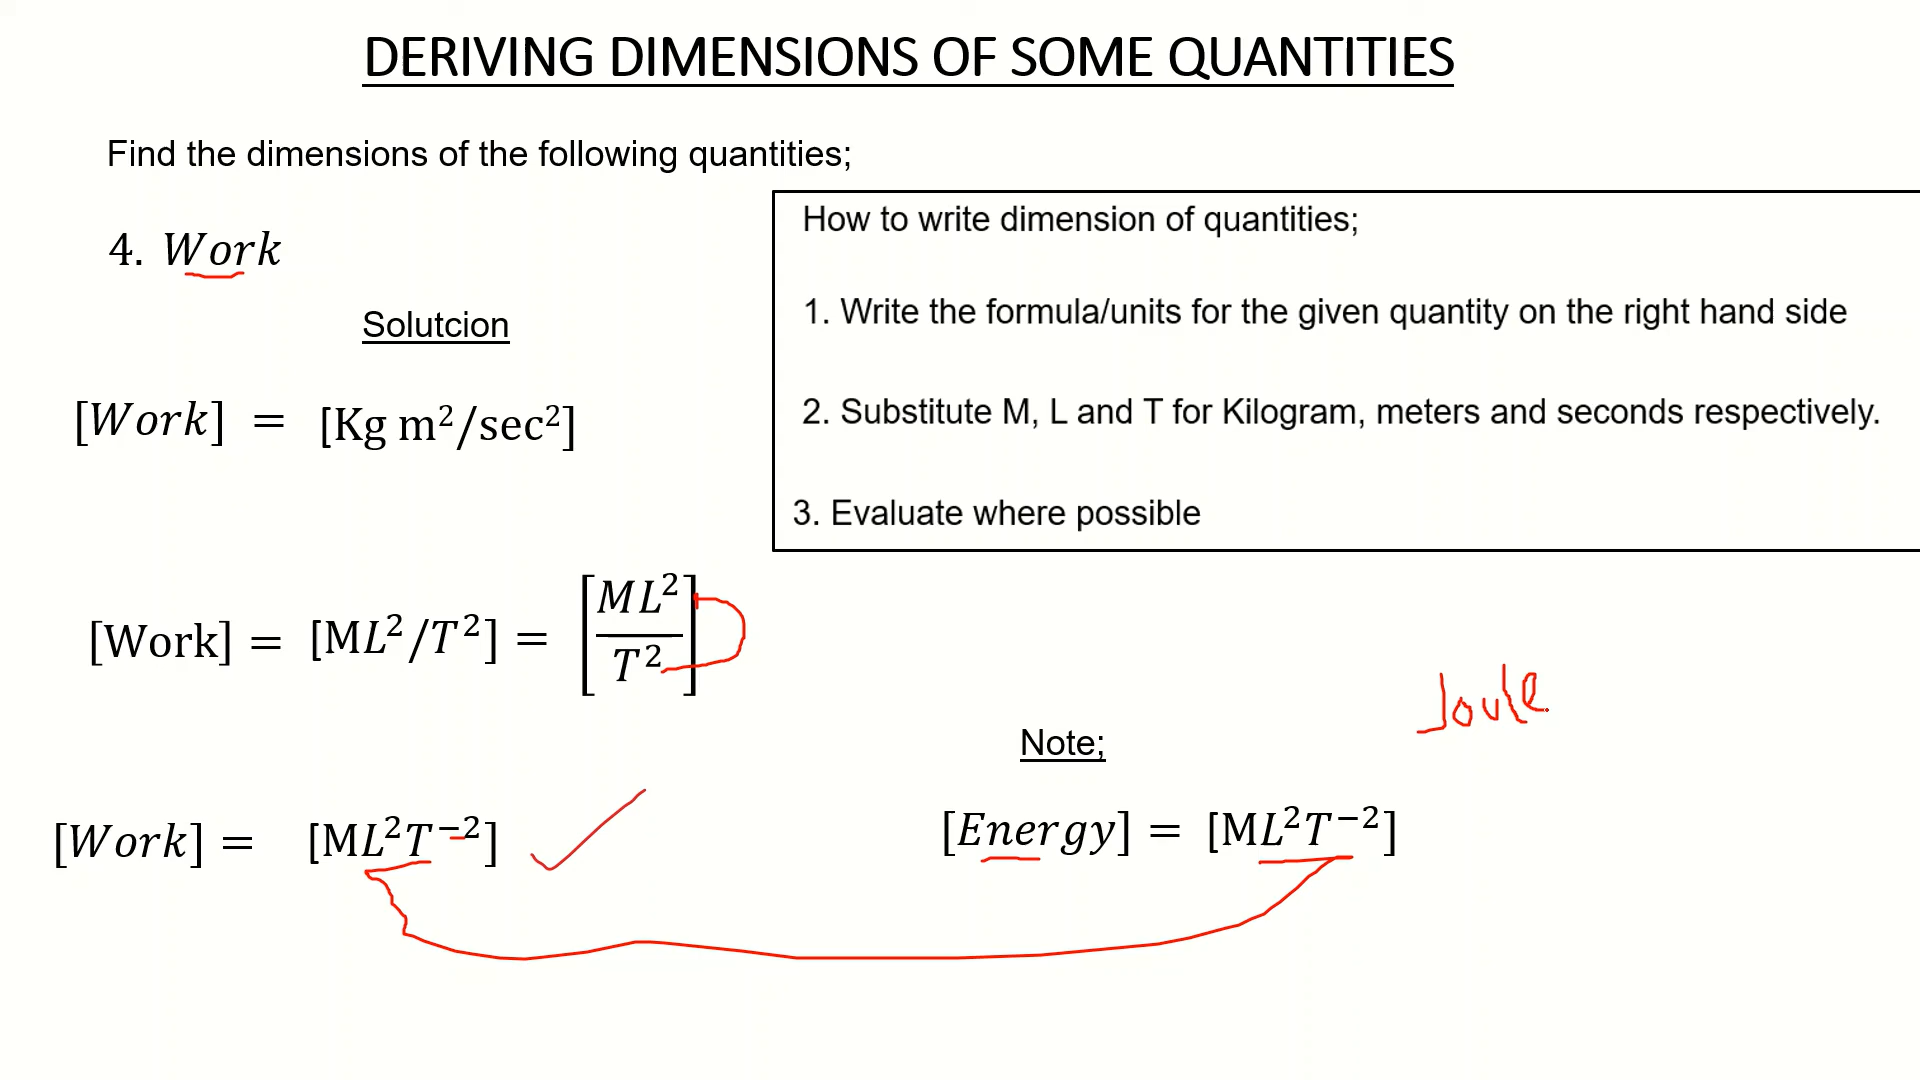 DERIVING DIMENSIONS OF SOME QUANTITIES
Find the dimensions of the following quantities;
4. Work
Solutcion
[Work] = [Kg m²/sec²]
[Work] = [ML²/T²] = [ML²/T²]
[Work] = [ML²T⁻²]
How to write dimension of quantities;
1. Write the formula/units for the given quantity on the right hand side
2. Substitute M, L and T for Kilogram, meters and seconds respectively.
3. Evaluate where possible
Joule
Note;
[Energy] = [ML²T⁻²]